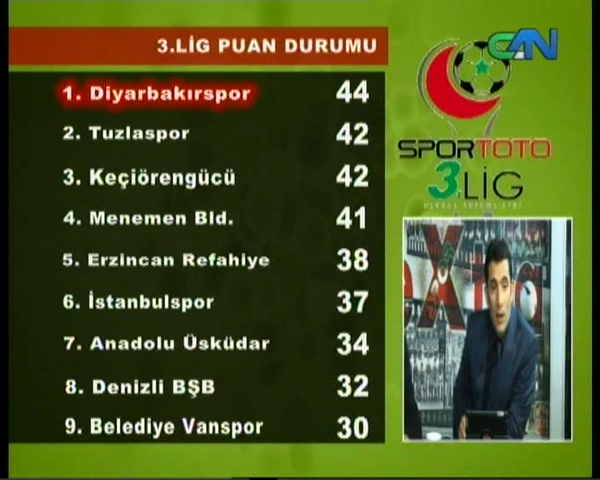 3.LİG PUAN DURUMU
1. Diyarbakırspor 44
2. Tuzlaspor 42
3. Keçiörengücü 42
4. Menemen Bld. 41
5. Erzincan Refahiye 38
6. İstanbulspor 37
7. Anadolu Üsküdar 34
8. Denizli BŞB 32
9. Belediye Vanspor 30
CAN
SPORTOTO
3.LİG